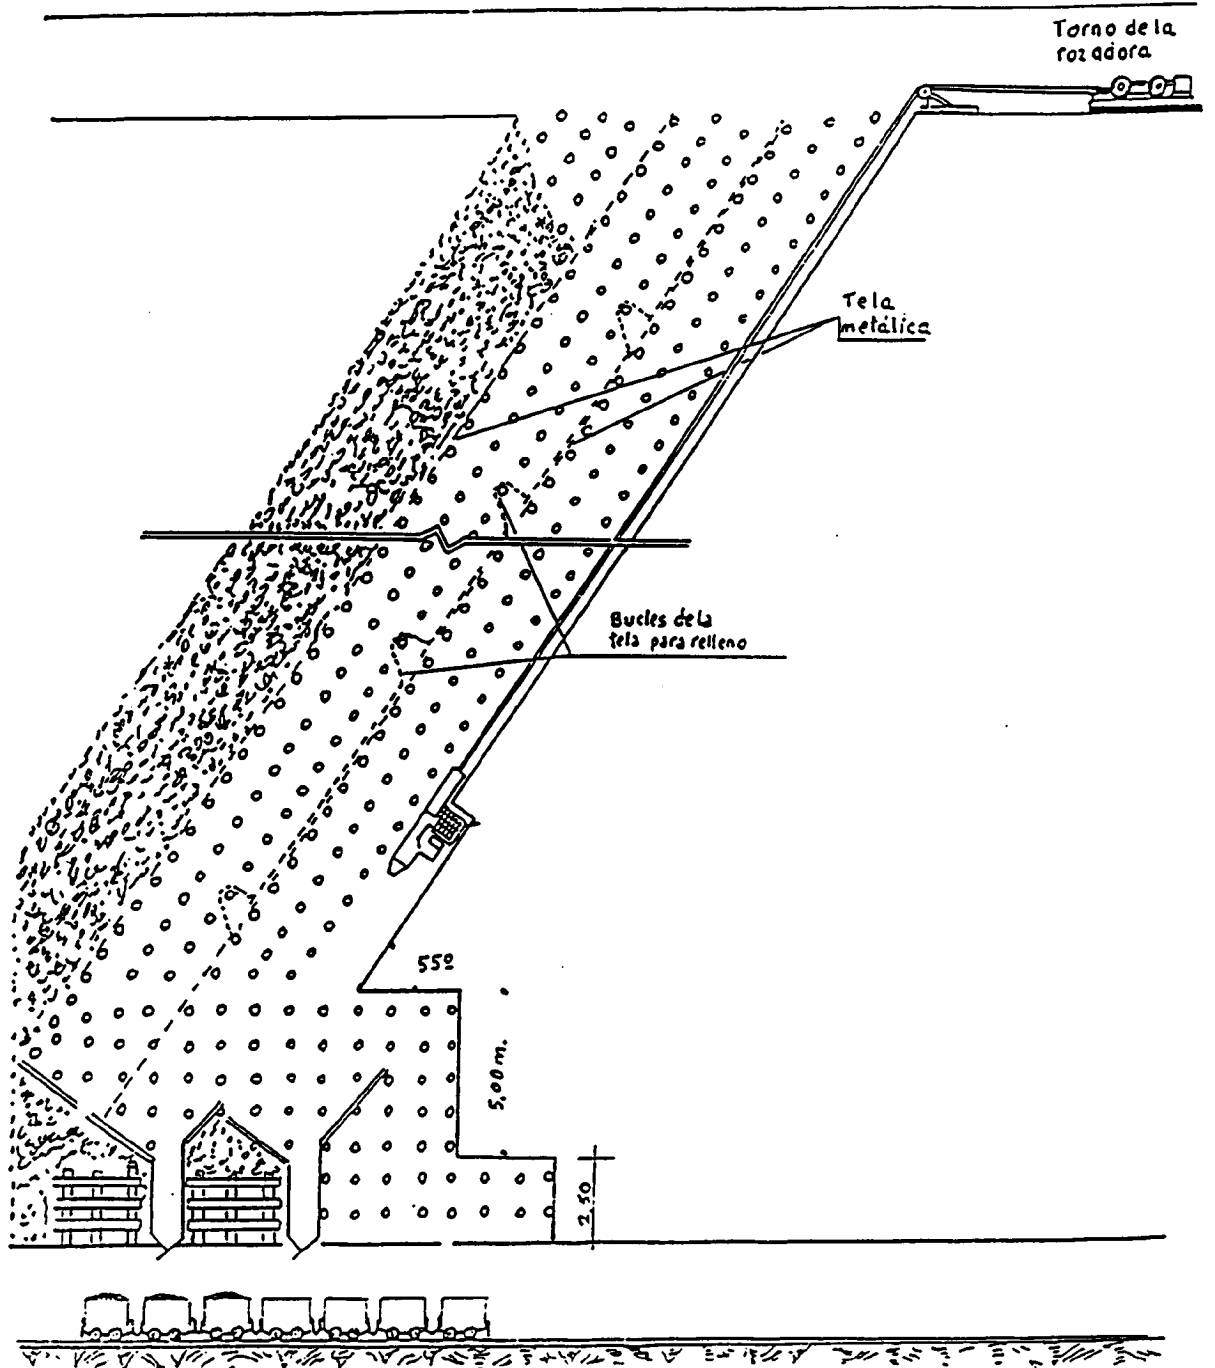 Torno de la
rozadora
Tela
metálica
Bucles de la
tela para relleno
55º
5,00 m.
2,50